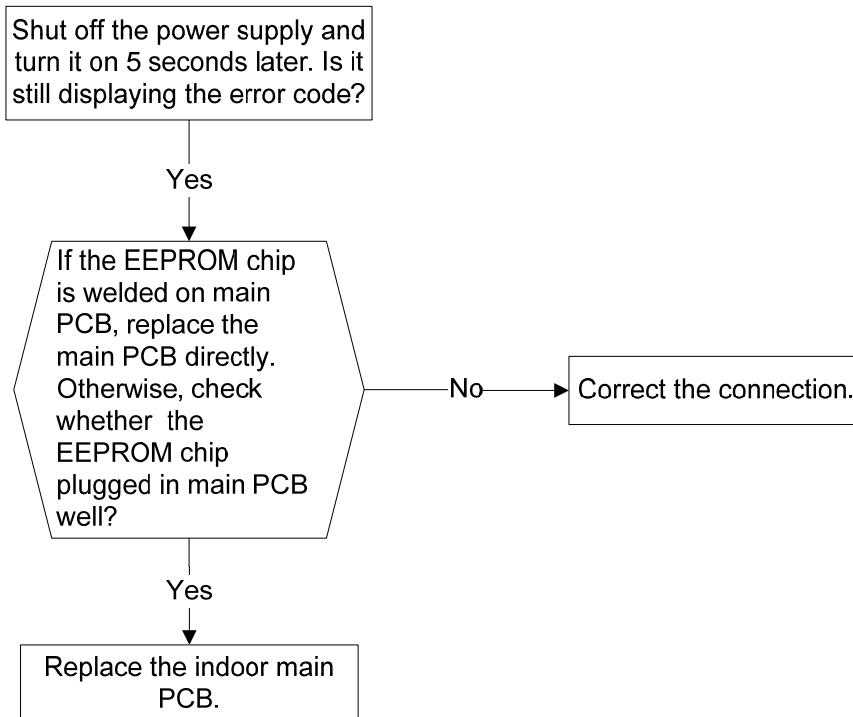 Shut off the power supply and
turn it on 5 seconds later. Is it
still displaying the error code?
Yes
If the EEPROM chip
is welded on main
PCB, replace the
main PCB directly.
Otherwise, check
whether the
EEPROM chip
plugged in main PCB
well?
No
Correct the connection.
Yes
Replace the indoor main
PCB.